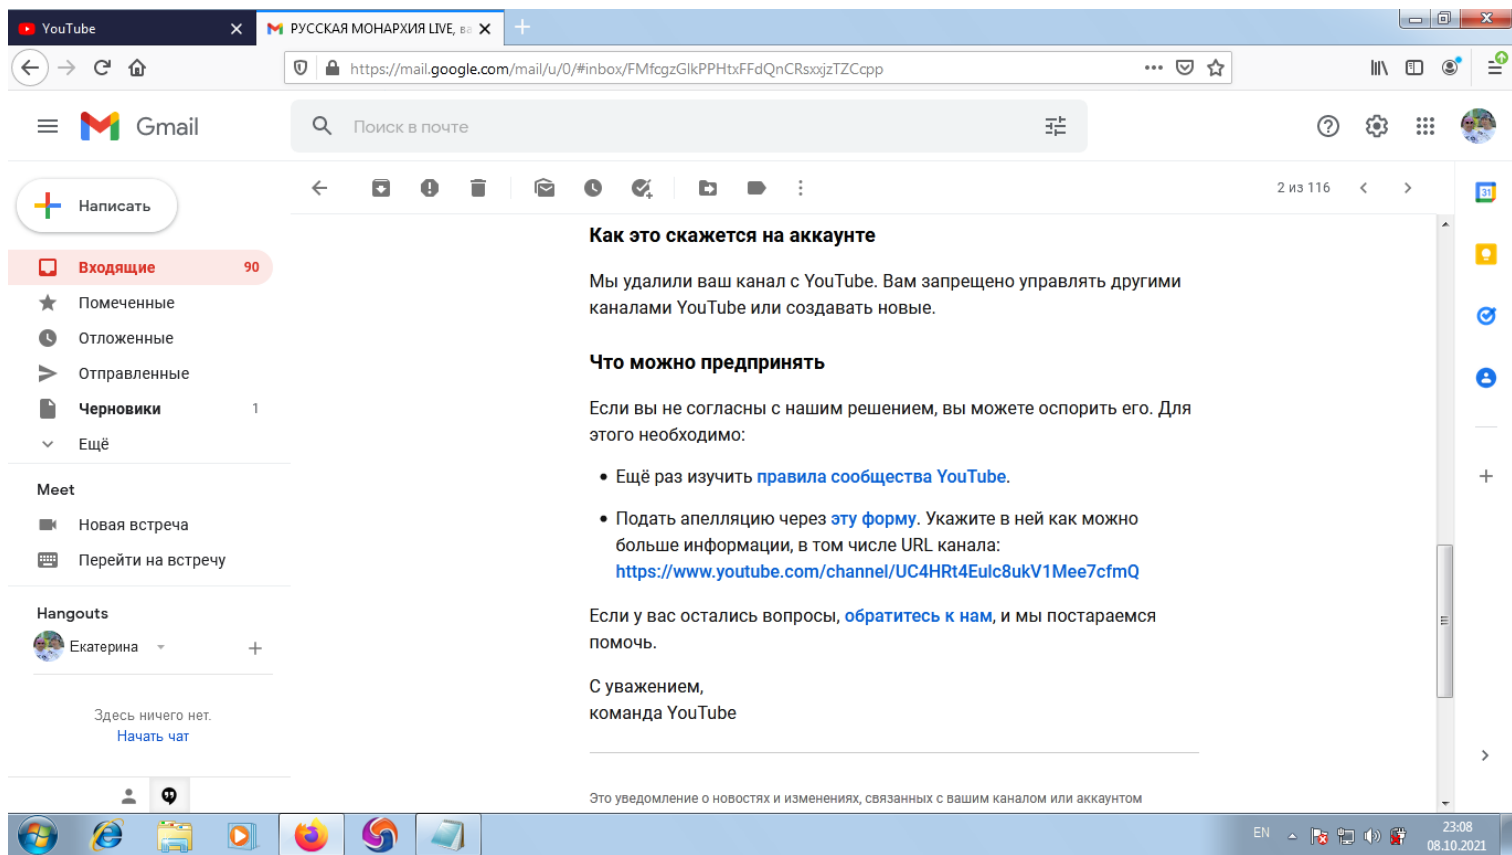 YouTube
РУССКАЯ МОНАРХИЯ LIVE, ва
https://mail.google.com/mail/u/0/#inbox/FMfcgzGlkPPHtxFFdQnCRsxxjzTZCcpp
Gmail
Поиск в почте
Написать
2 из 116
31
Входящие 90
Помеченные
Отложенные
Отправленные
Черновики 1
Ещё
Meet
Новая встреча
Перейти на встречу
Hangouts
Екатерина
Здесь ничего нет.
Начать чат
Как это скажется на аккаунте
Мы удалили ваш канал с YouTube. Вам запрещено управлять другими
каналами YouTube или создавать новые.
Что можно предпринять
Если вы не согласны с нашим решением, вы можете оспорить его. Для
этого необходимо:
• Ещё раз изучить правила сообщества YouTube.
• Подать апелляцию через эту форму. Укажите в ней как можно
больше информации, в том числе URL канала:
https://www.youtube.com/channel/UC4HRt4Eulc8ukV1Mee7cfmQ
Если у вас остались вопросы, обратитесь к нам, и мы постараемся
помочь.
С уважением,
команда YouTube
Это уведомление о новостях и изменениях, связанных с вашим каналом или аккаунтом
EN
23:08
08.10.2021